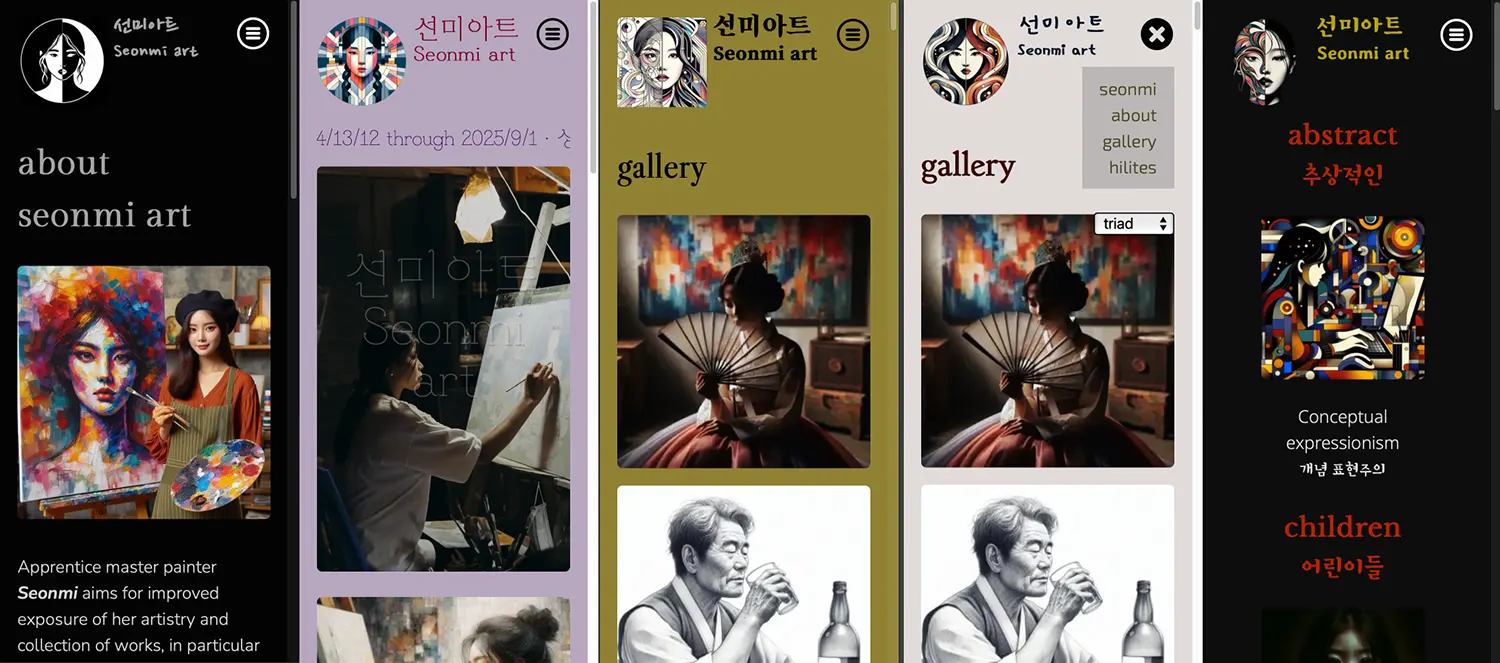 선미아트
Seonmi art
about
seonmi art
Apprentice master painter
Seonmi aims for improved
exposure of her artistry and
collection of works, in particular
선미아트
Seonmi art
4/13/12 through 2025/9/1 ·
선미아트
Seonmi
art
선미아트
Seonmi art
gallery
선미아트
Seonmi art
seonmi
about
gallery
hilites
gallery
triad
선미아트
Seonmi art
abstract
추상적인
Conceptual
expressionism
개념 표현주의
children
어린이들